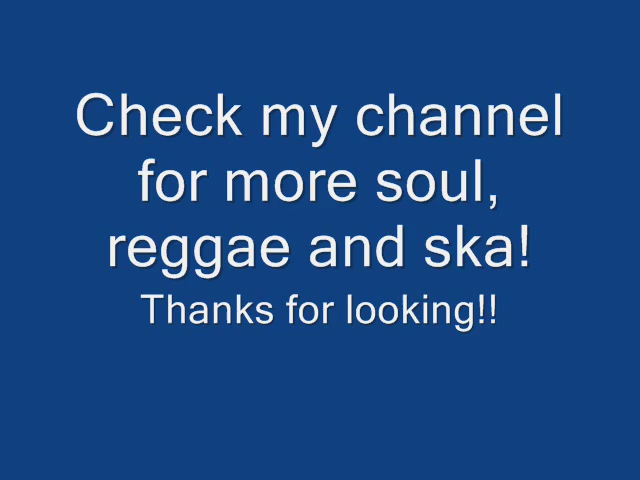 Check my channel
for more soul,
reggae and ska!
Thanks for looking!!